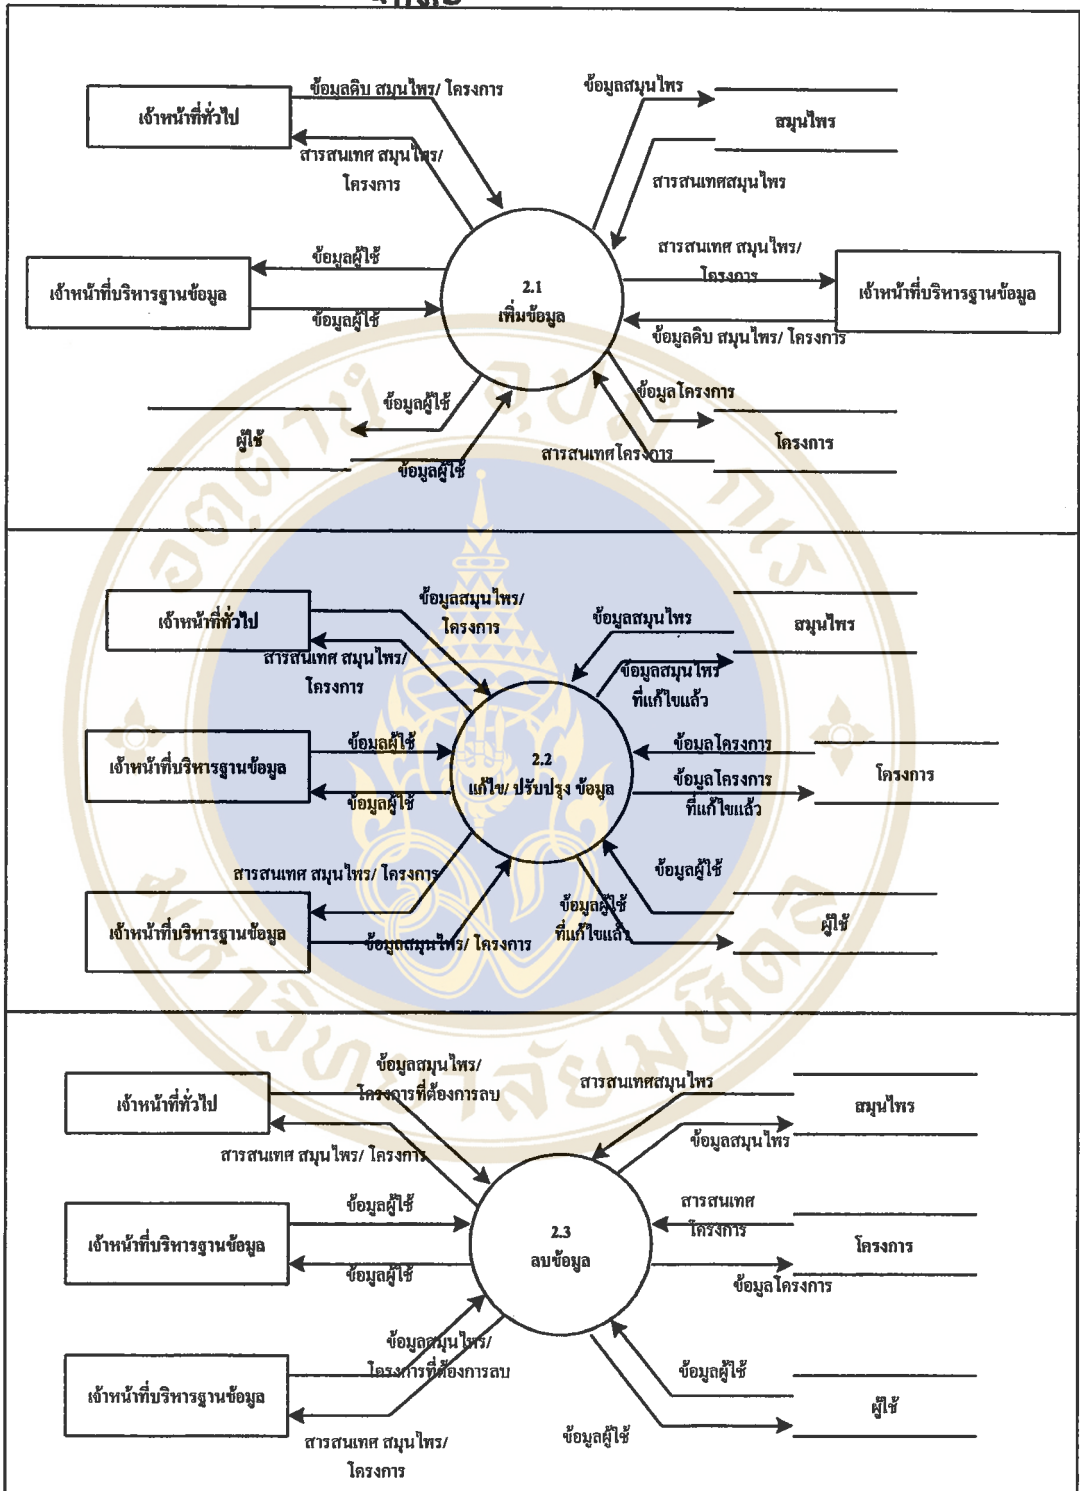 ข้อมูลดิบ สมุนไพร/ โครงการ
ข้อมูลสมุนไพร
เจ้าหน้าที่ทั่วไป
สมุนไพร
สารสนเทศ สมุนไพร/
โครงการ
สารสนเทศสมุนไพร
ข้อมูลผู้ใช้
สารสนเทศ สมุนไพร/
โครงการ
เจ้าหน้าที่บริหารฐานข้อมูล
2.1
เพิ่มข้อมูล
เจ้าหน้าที่บริหารฐานข้อมูล
ข้อมูลผู้ใช้
ข้อมูลดิบ สมุนไพร/ โครงการ
ข้อมูลผู้ใช้
ข้อมูลโครงการ
ผู้ใช้
โครงการ
ข้อมูลผู้ใช้
สารสนเทศโครงการ
ข้อมูลสมุนไพร/
โครงการ
ข้อมูลสมุนไพร
สมุนไพร
เจ้าหน้าที่ทั่วไป
สารสนเทศ สมุนไพร/
โครงการ
ข้อมูลสมุนไพร
ที่แก้ไขแล้ว
ข้อมูลผู้ใช้
ข้อมูลโครงการ
เจ้าหน้าที่บริหารฐานข้อมูล
2.2
แก้ไข/ ปรับปรุง ข้อมูล
โครงการ
ข้อมูลผู้ใช้
ข้อมูลโครงการ
ที่แก้ไขแล้ว
สารสนเทศ สมุนไพร/ โครงการ
ข้อมูลผู้ใช้
เจ้าหน้าที่บริหารฐานข้อมูล
ข้อมูลสมุนไพร/ โครงการ
ข้อมูลผู้ใช้
ที่แก้ไขแล้ว
ผู้ใช้
ข้อมูลสมุนไพร/
โครงการที่ต้องการลบ
สารสนเทศสมุนไพร
เจ้าหน้าที่ทั่วไป
สมุนไพร
สารสนเทศ สมุนไพร/ โครงการ
ข้อมูลสมุนไพร
ข้อมูลผู้ใช้
สารสนเทศ
โครงการ
เจ้าหน้าที่บริหารฐานข้อมูล
2.3
ลบข้อมูล
โครงการ
ข้อมูลผู้ใช้
ข้อมูลโครงการ
ข้อมูลสมุนไพร/
โครงการที่ต้องการลบ
ข้อมูลผู้ใช้
เจ้าหน้าที่บริหารฐานข้อมูล
ผู้ใช้
สารสนเทศ สมุนไพร/
โครงการ
ข้อมูลผู้ใช้
อตฺตานํ อุปมํ กเร
มหาวิทยาลัยมหิดล